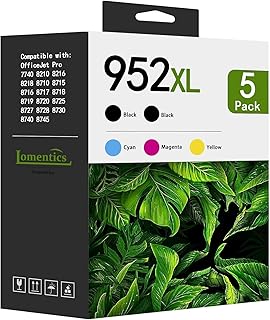 Compatible with:
OfficeJet Pro
7740 8210 8216
8218 8710 8715
8716 8717 8718
8719 8720 8725
8727 8728 8730
8740 8745
Lomentics
952XL
5
Pack
Black
Black
Cyan
Magenta
Yellow